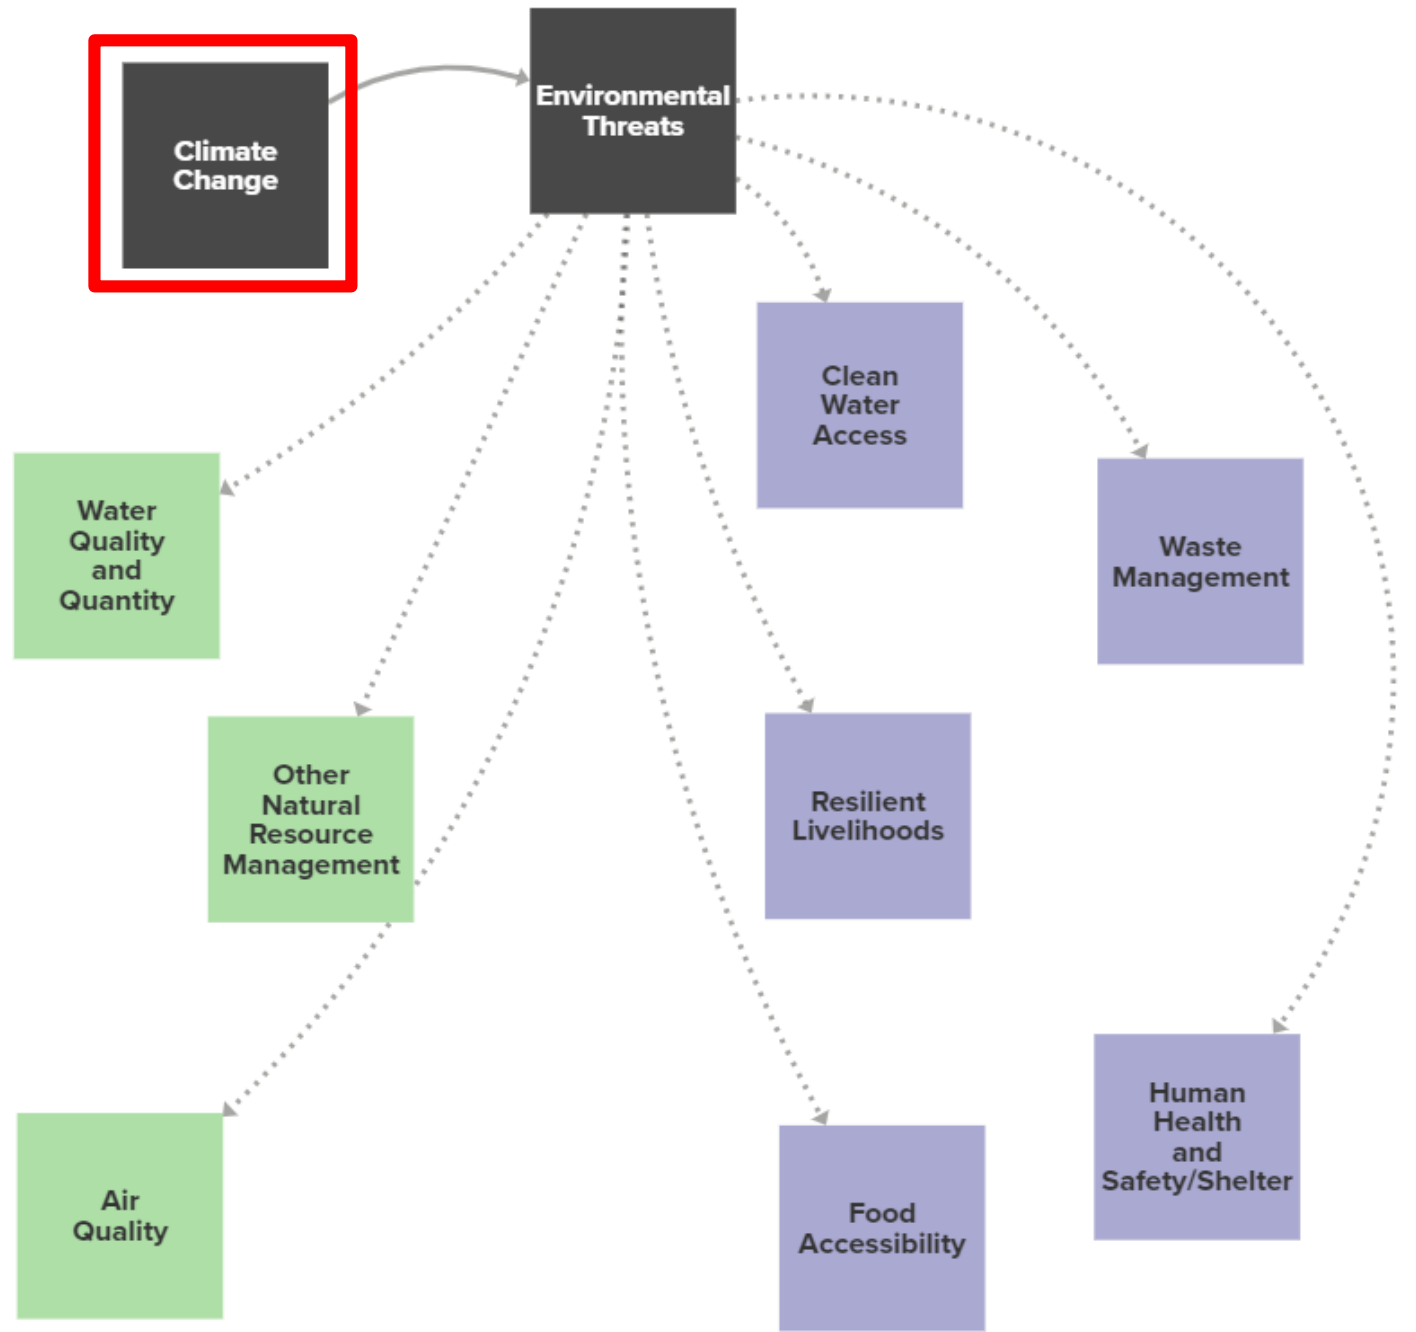 Climate
Change
Environmental
Threats
Clean
Water
Access
Water
Quality
and
Quantity
Waste
Management
Other
Natural
Resource
Management
Resilient
Livelihoods
Air
Quality
Food
Accessibility
Human
Health
and
Safety/Shelter